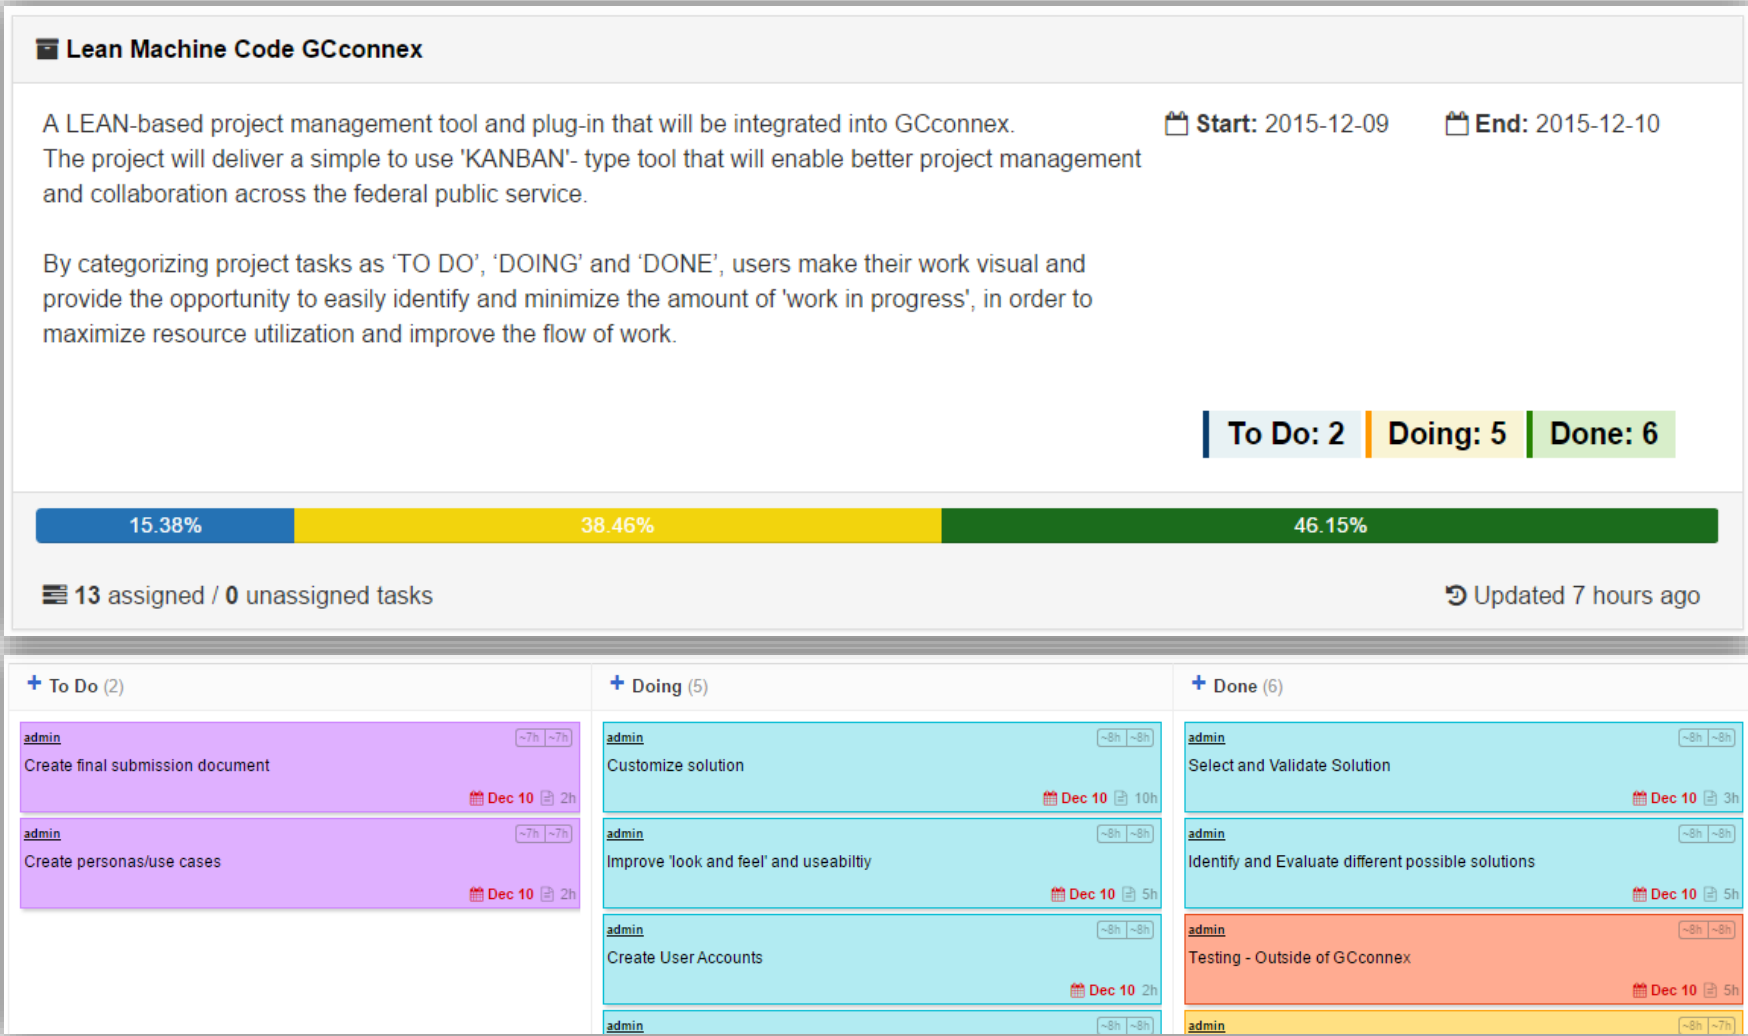 Lean Machine Code GCconnex
A LEAN-based project management tool and plug-in that will be integrated into GCconnex.
The project will deliver a simple to use 'KANBAN'- type tool that will enable better project management
and collaboration across the federal public service.
By categorizing project tasks as ‘TO DO’, ‘DOING’ and ‘DONE’, users make their work visual and
provide the opportunity to easily identify and minimize the amount of 'work in progress', in order to
maximize resource utilization and improve the flow of work.
Start: 2015-12-09 End: 2015-12-10
To Do: 2 Doing: 5 Done: 6
15.38% 38.46% 46.15%
13 assigned / 0 unassigned tasks
Updated 7 hours ago
+ To Do (2)
admin ~7h ~7h
Create final submission document
Dec 10 2h
admin ~7h ~7h
Create personas/use cases
Dec 10 2h
+ Doing (5)
admin ~8h ~8h
Customize solution
Dec 10 10h
admin ~8h ~8h
Improve 'look and feel' and useabiltiy
Dec 10 5h
admin ~8h ~8h
Create User Accounts
Dec 10 2h
admin ~8h ~8h
+ Done (6)
admin ~8h ~8h
Select and Validate Solution
Dec 10 3h
admin ~8h ~8h
Identify and Evaluate different possible solutions
Dec 10 5h
admin ~8h ~8h
Testing - Outside of GCconnex
Dec 10 5h
admin ~8h ~7h